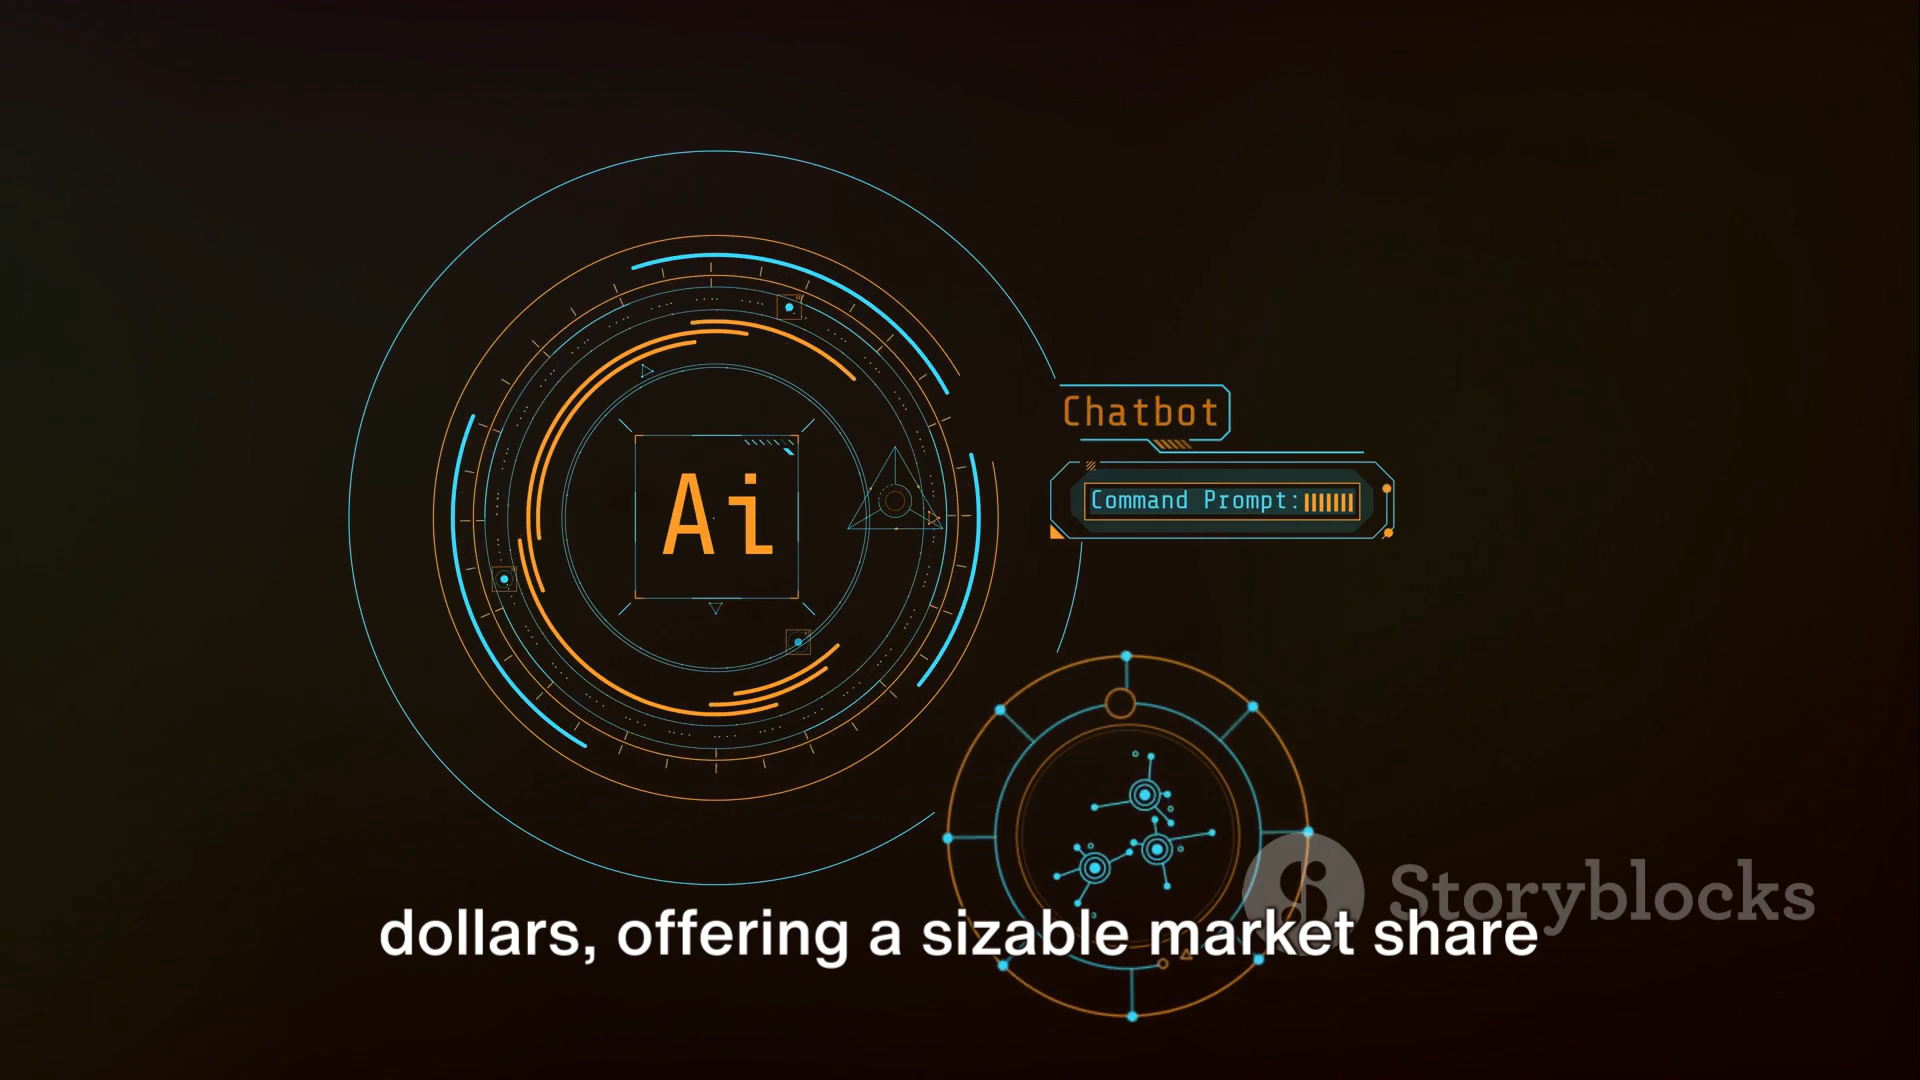 Ai
Chatbot
Command Prompt:
Storyblocks
dollars, offering a sizable market share